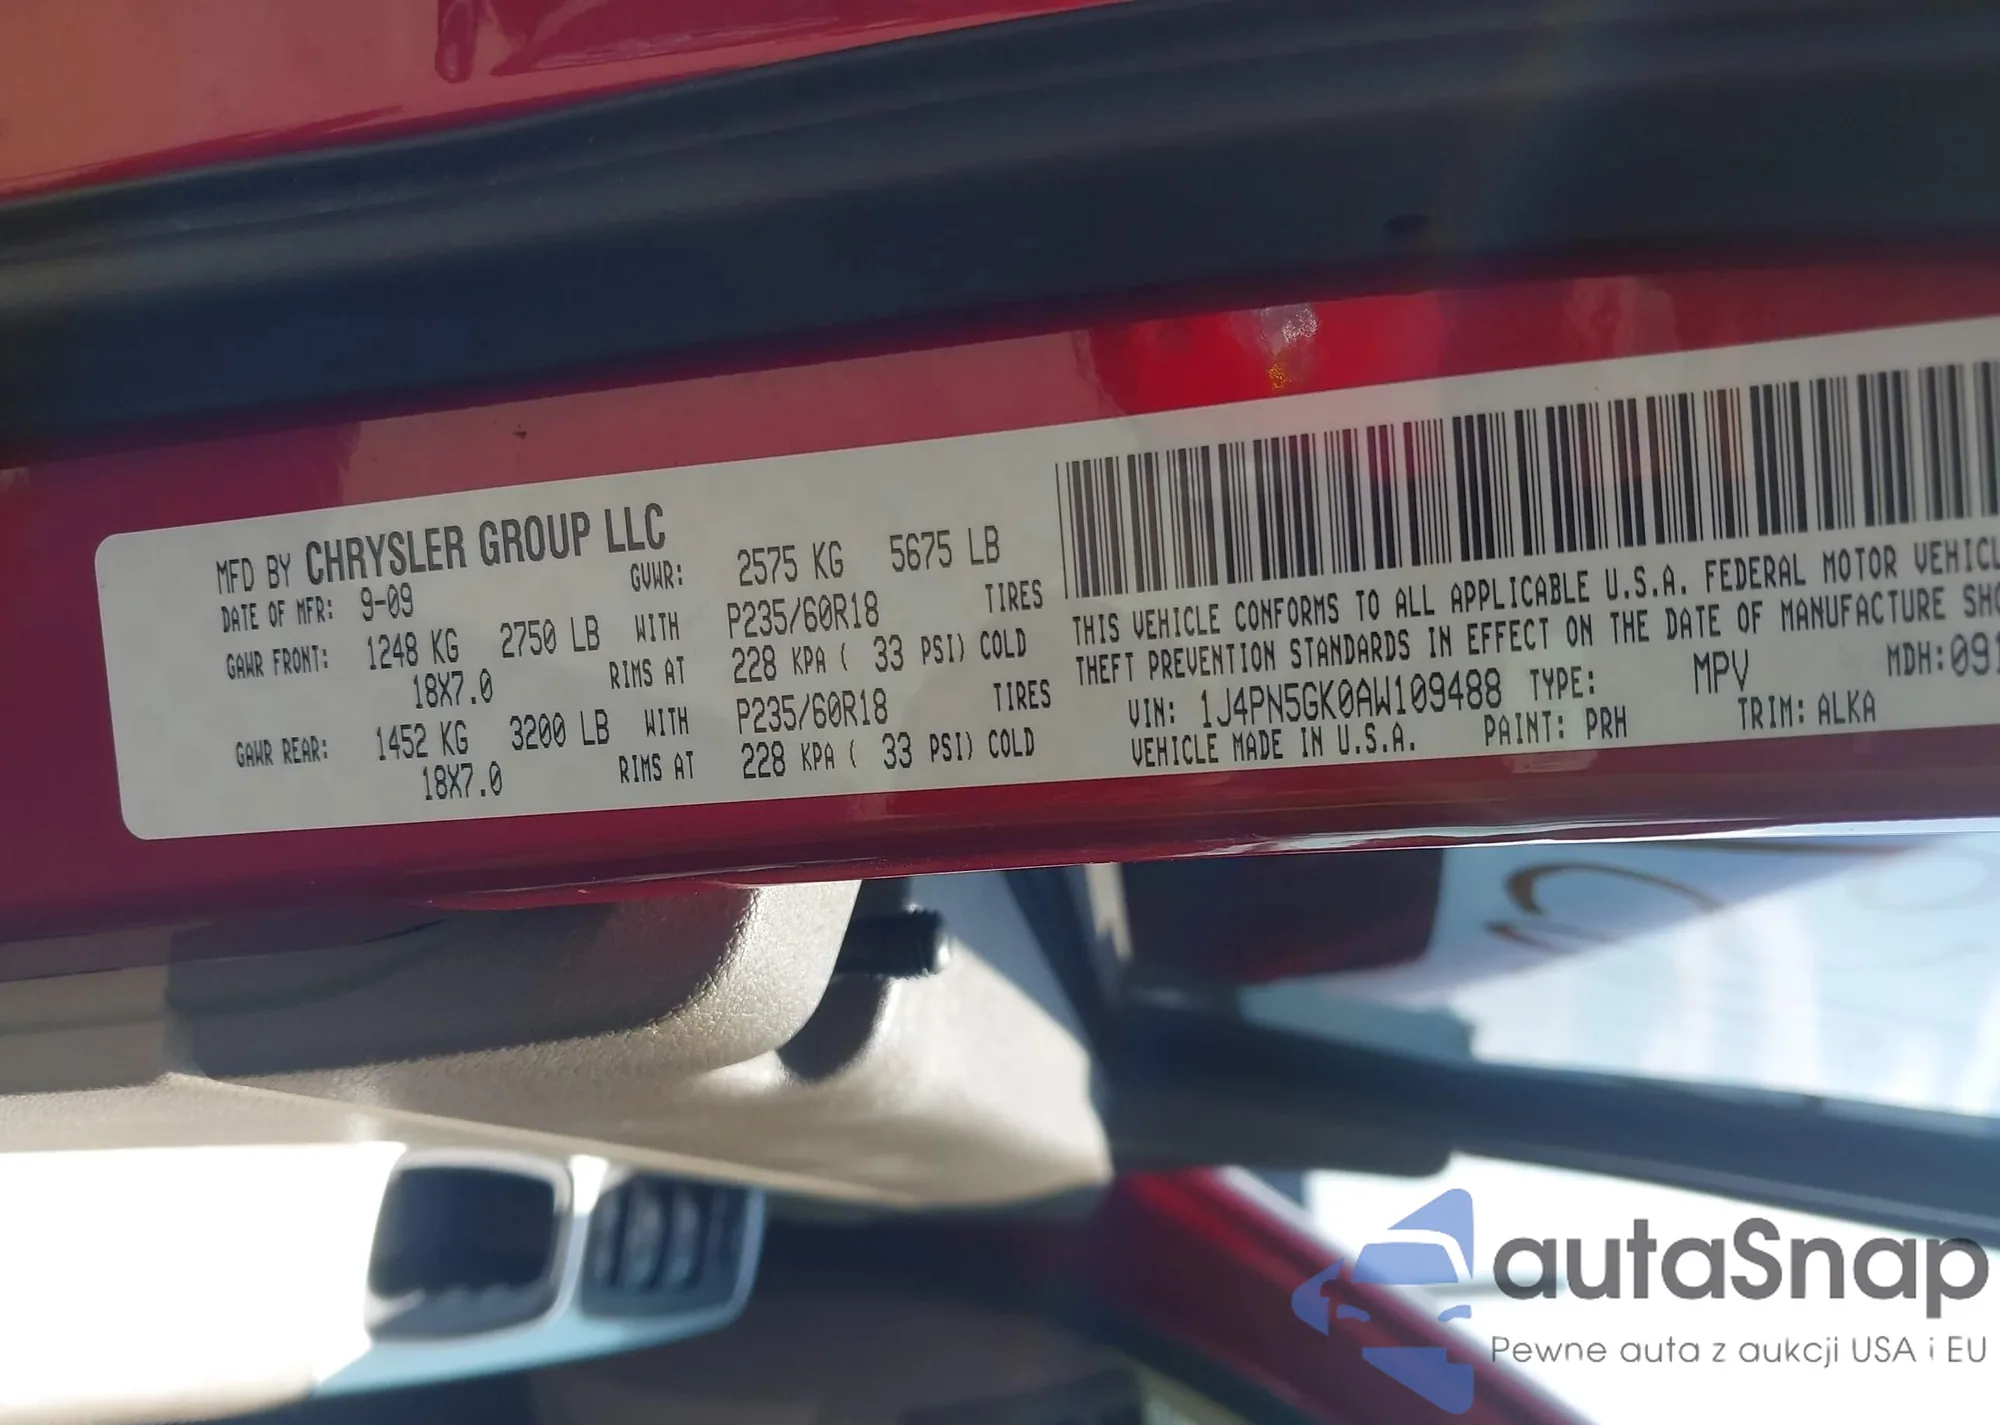 MFD BY CHRYSLER GROUP LLC
DATE OF MFR: 9-09 GVWR: 2575 KG 5675 LB
GAWR FRONT: 1248 KG 2750 LB WITH P235/60R18 TIRES
18X7.0 RIMS AT 228 KPA ( 33 PSI) COLD
GAWR REAR: 1452 KG 3200 LB WITH P235/60R18 TIRES
18X7.0 RIMS AT 228 KPA ( 33 PSI) COLD
THIS VEHICLE CONFORMS TO ALL APPLICABLE U.S.A. FEDERAL MOTOR VEHICL
THEFT PREVENTION STANDARDS IN EFFECT ON THE DATE OF MANUFACTURE SHO
VIN: 1J4PN5GK0AW109488 TYPE: MPV MDH:091
VEHICLE MADE IN U.S.A. PAINT: PRH TRIM: ALKA
autaSnap
Pewne auta z aukcji USA i EU